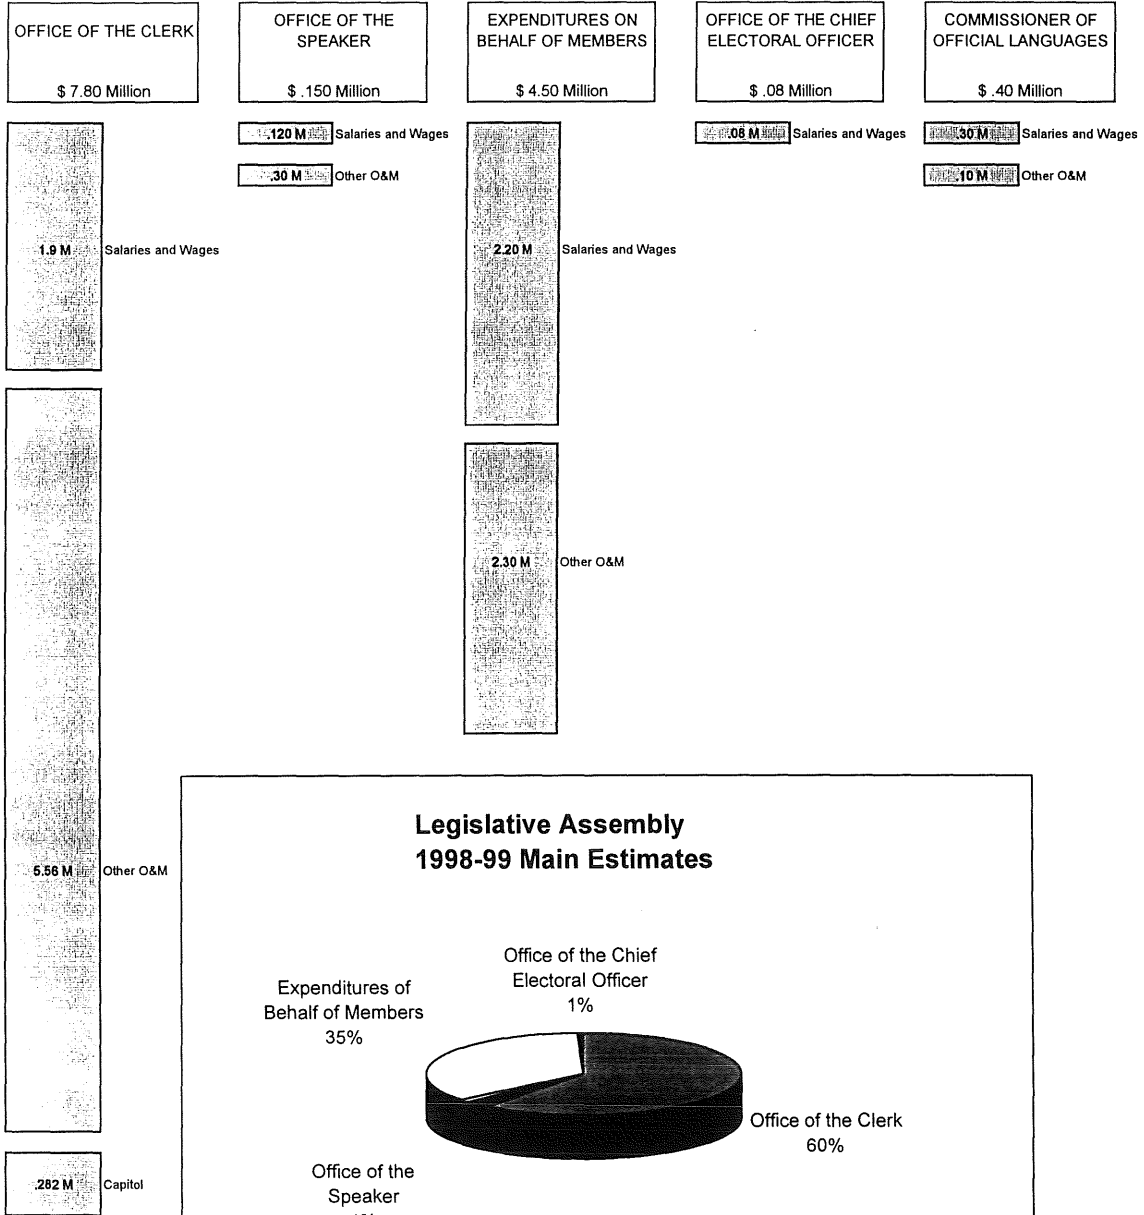 OFFICE OF THE CLERK
$ 7.80 Million
OFFICE OF THE
SPEAKER
$ .150 Million
EXPENDITURES ON
BEHALF OF MEMBERS
$ 4.50 Million
OFFICE OF THE CHIEF
ELECTORAL OFFICER
$ .08 Million
COMMISSIONER OF
OFFICIAL LANGUAGES
$ .40 Million
1.9 M Salaries and Wages
5.56 M Other O&M
.282 M Capitol
.120 M Salaries and Wages
.30 M Other O&M
2.20 M Salaries and Wages
2.30 M Other O&M
.08 M Salaries and Wages
.30 M Salaries and Wages
.10 M Other O&M
Legislative Assembly
1998-99 Main Estimates
Office of the Chief
Electoral Officer
1%
Expenditures of
Behalf of Members
35%
Office of the Clerk
60%
Office of the
Speaker